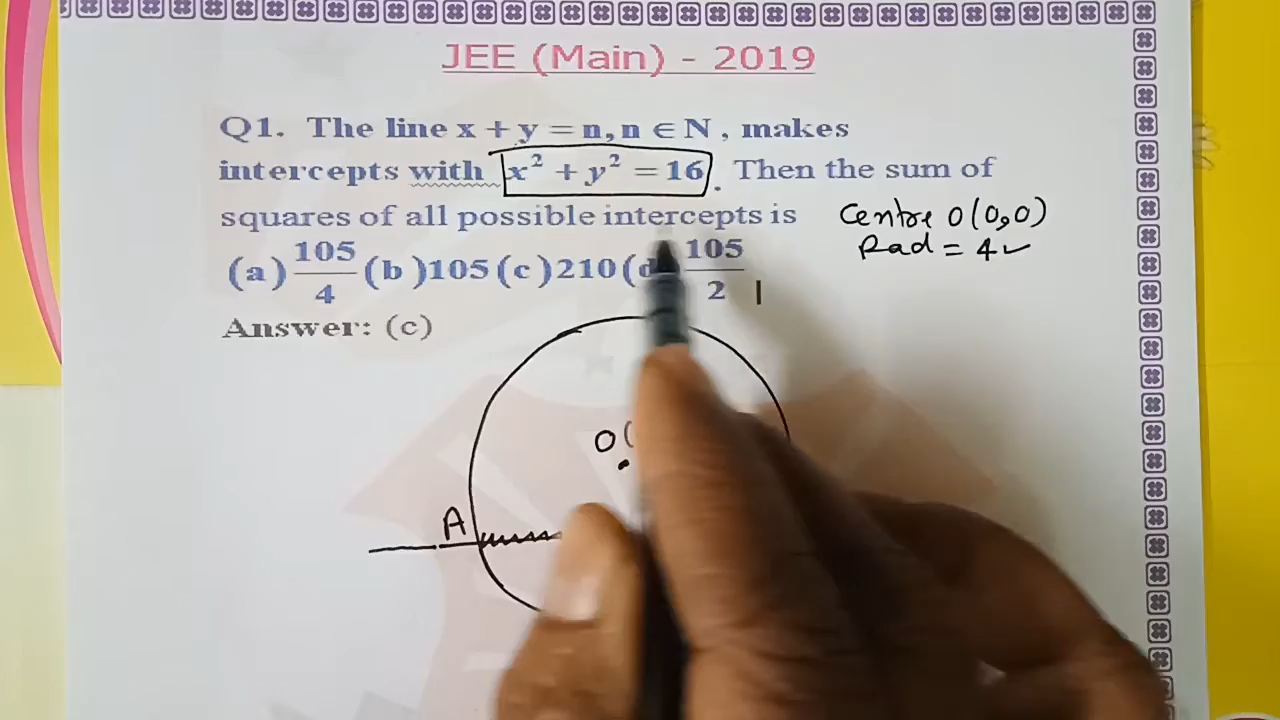 JEE (Main) - 2019
Q1. The line x + y = n, n ∈ N , makes
intercepts with x² + y² = 16 . Then the sum of
squares of all possible intercepts is
Centre O(0,0)
Rad = 4 ✓
(a) 105/4 (b) 105 (c) 210 (d 105/2
Answer: (c)
O (
A